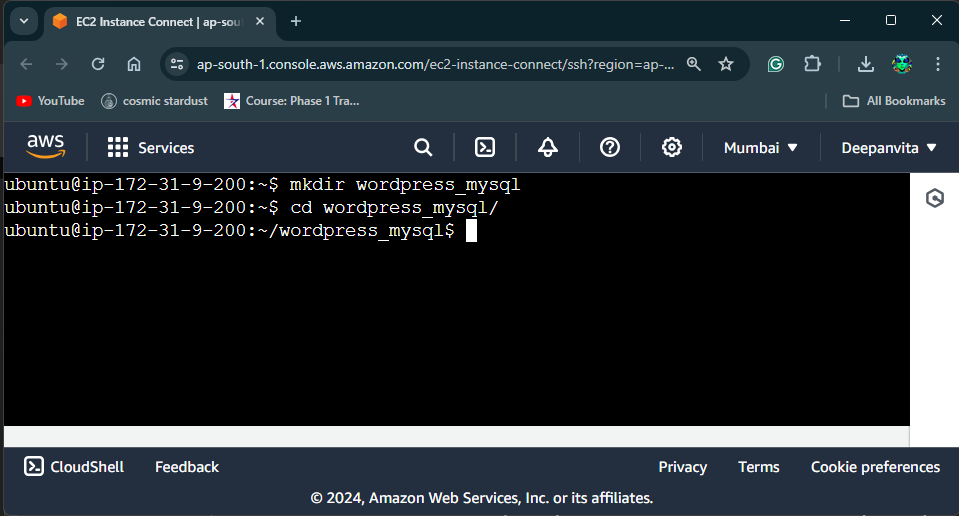 EC2 Instance Connect | ap-sou
ap-south-1.console.aws.amazon.com/ec2-instance-connect/ssh?region=ap-...
YouTube cosmic stardust Course: Phase 1 Tra... All Bookmarks
aws Services Mumbai Deepanvita
ubuntu@ip-172-31-9-200:~$ mkdir wordpress_mysql
ubuntu@ip-172-31-9-200:~$ cd wordpress_mysql/
ubuntu@ip-172-31-9-200:~/wordpress_mysql$
CloudShell Feedback Privacy Terms Cookie preferences
© 2024, Amazon Web Services, Inc. or its affiliates.